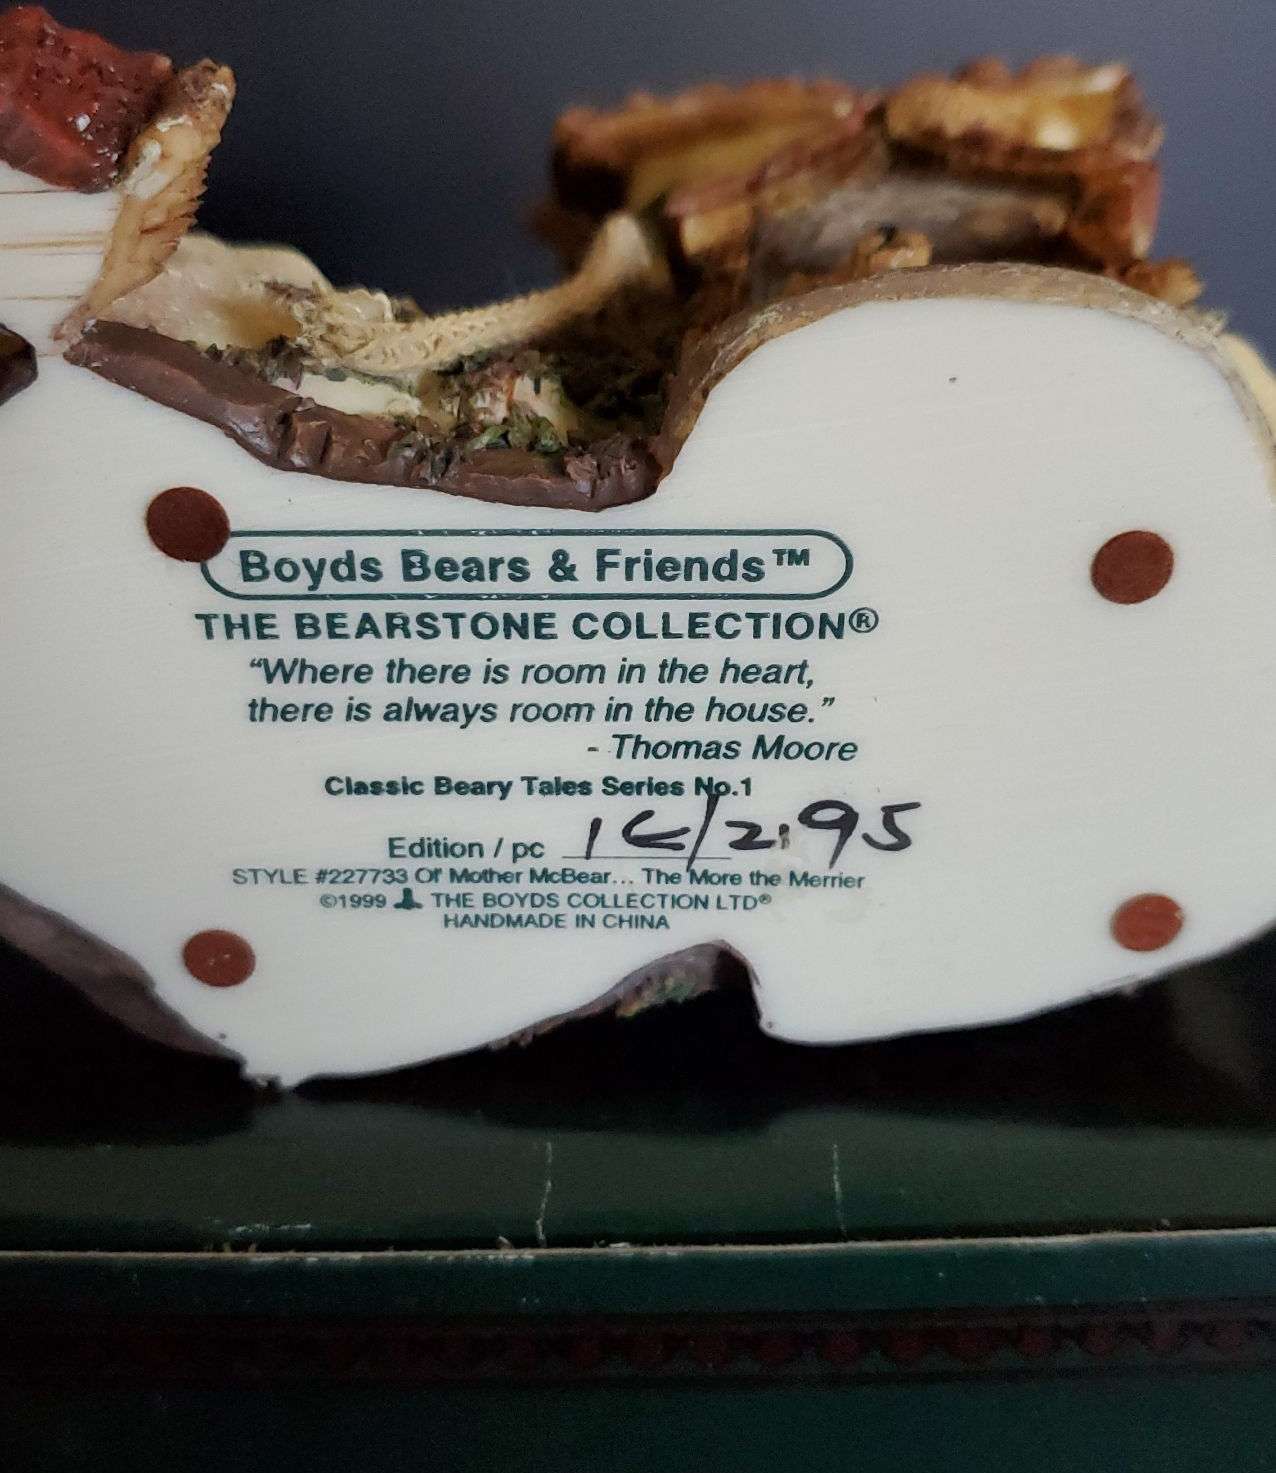 Boyds Bears & Friends™
THE BEARSTONE COLLECTION®
“Where there is room in the heart,
there is always room in the house.”
- Thomas Moore
Classic Beary Tales Series No.1
Edition / pc
STYLE #227733 Ol' Mother McBear... The More the Merrier
©1999 THE BOYDS COLLECTION LTD®
HANDMADE IN CHINA